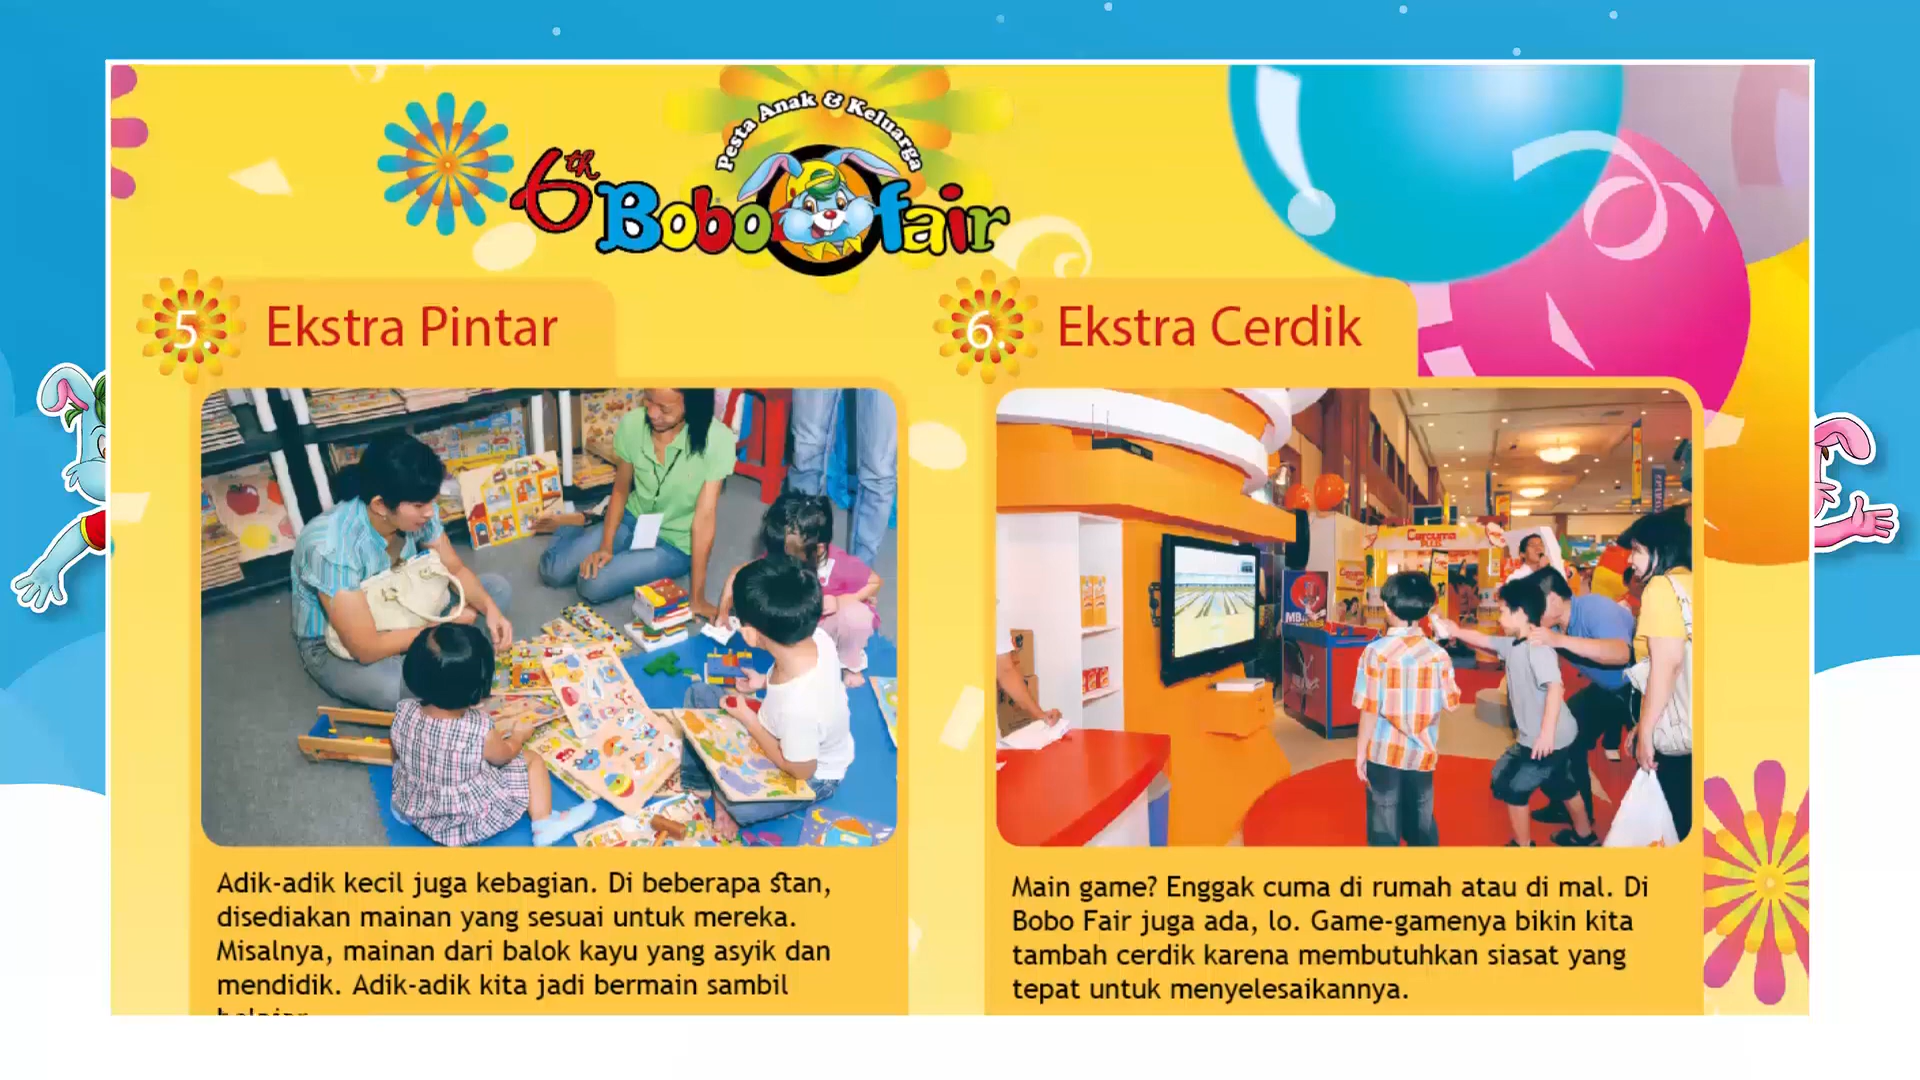 Pesta Anak & Keluarga
6th Bobo fair
5. Ekstra Pintar
Adik-adik kecil juga kebagian. Di beberapa stan,
disediakan mainan yang sesuai untuk mereka.
Misalnya, mainan dari balok kayu yang asyik dan
mendidik. Adik-adik kita jadi bermain sambil
6. Ekstra Cerdik
Curcuma
Main game? Enggak cuma di rumah atau di mal. Di
Bobo Fair juga ada, lo. Game-gamenya bikin kita
tambah cerdik karena membutuhkan siasat yang
tepat untuk menyelesaikannya.